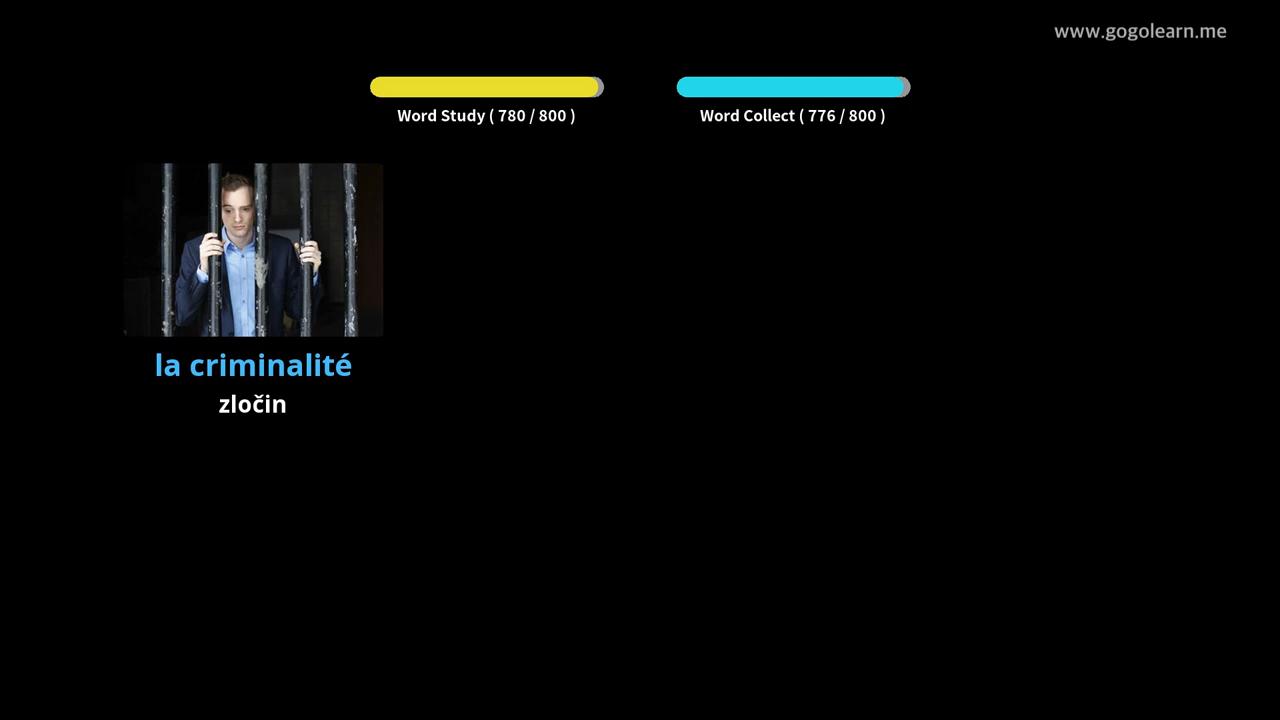 www.gogolearn.me
Word Study ( 780 / 800 )
Word Collect ( 776 / 800 )
la criminalité
zločin